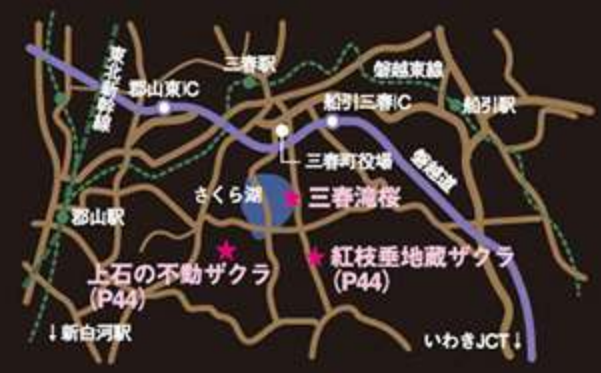 東北新幹線
郡山東IC
三春駅
磐越東線
船引三春IC
船引駅
三春町役場
磐越道
さくら湖
三春滝桜
郡山駅
上石の不動ザクラ
(P44)
紅枝垂地蔵ザクラ
(P44)
↓新白河駅
いわきJCT↓